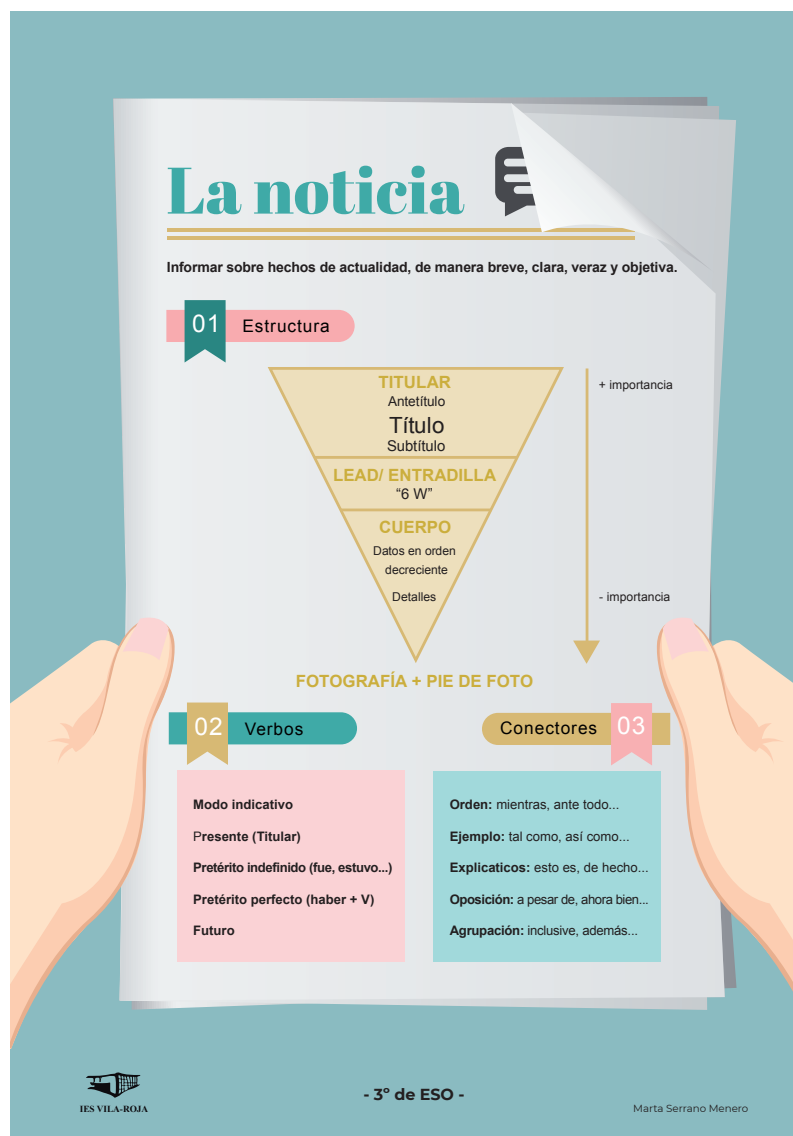 La noticia
Informar sobre hechos de actualidad, de manera breve, clara, veraz y objetiva.
01 Estructura
TITULAR
Antetítulo
Título
Subtítulo
LEAD/ ENTRADILLA
“6 W”
CUERPO
Datos en orden
decreciente
Detalles
+ importancia
- importancia
FOTOGRAFÍA + PIE DE FOTO
02 Verbos
Modo indicativo
Presente (Titular)
Pretérito indefinido (fue, estuvo...)
Pretérito perfecto (haber + V)
Futuro
Conectores 03
Orden: mientras, ante todo...
Ejemplo: tal como, así como...
Explicaticos: esto es, de hecho...
Oposición: a pesar de, ahora bien...
Agrupación: inclusive, además...
IES VILA-ROJA
- 3º de ESO -
Marta Serrano Menero